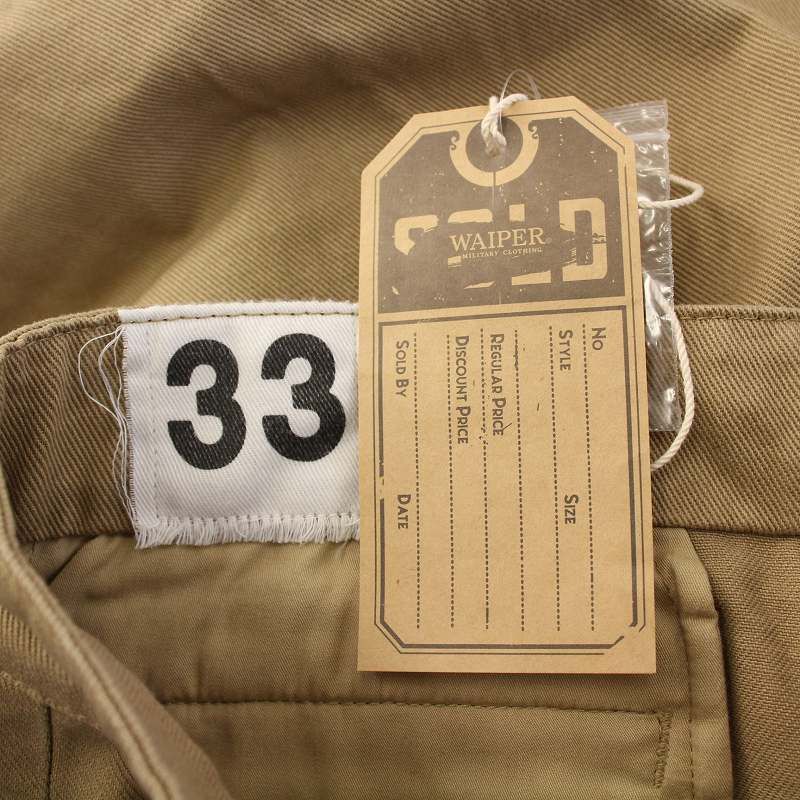 33
SOLD
WAIPER®
MILITARY CLOTHING
NO
STYLE SIZE
REGULAR PRICE
DISCOUNT PRICE
SOLD BY DATE